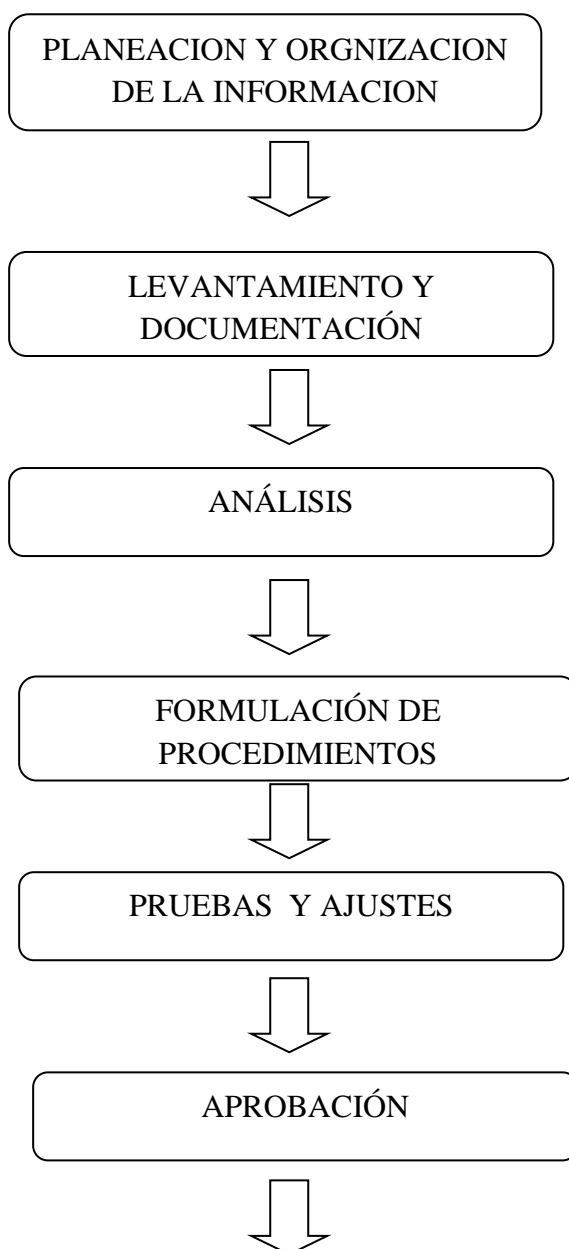 PLANEACION Y ORGNIZACION
DE LA INFORMACION
LEVANTAMIENTO Y
DOCUMENTACIÓN
ANÁLISIS
FORMULACIÓN DE
PROCEDIMIENTOS
PRUEBAS Y AJUSTES
APROBACIÓN